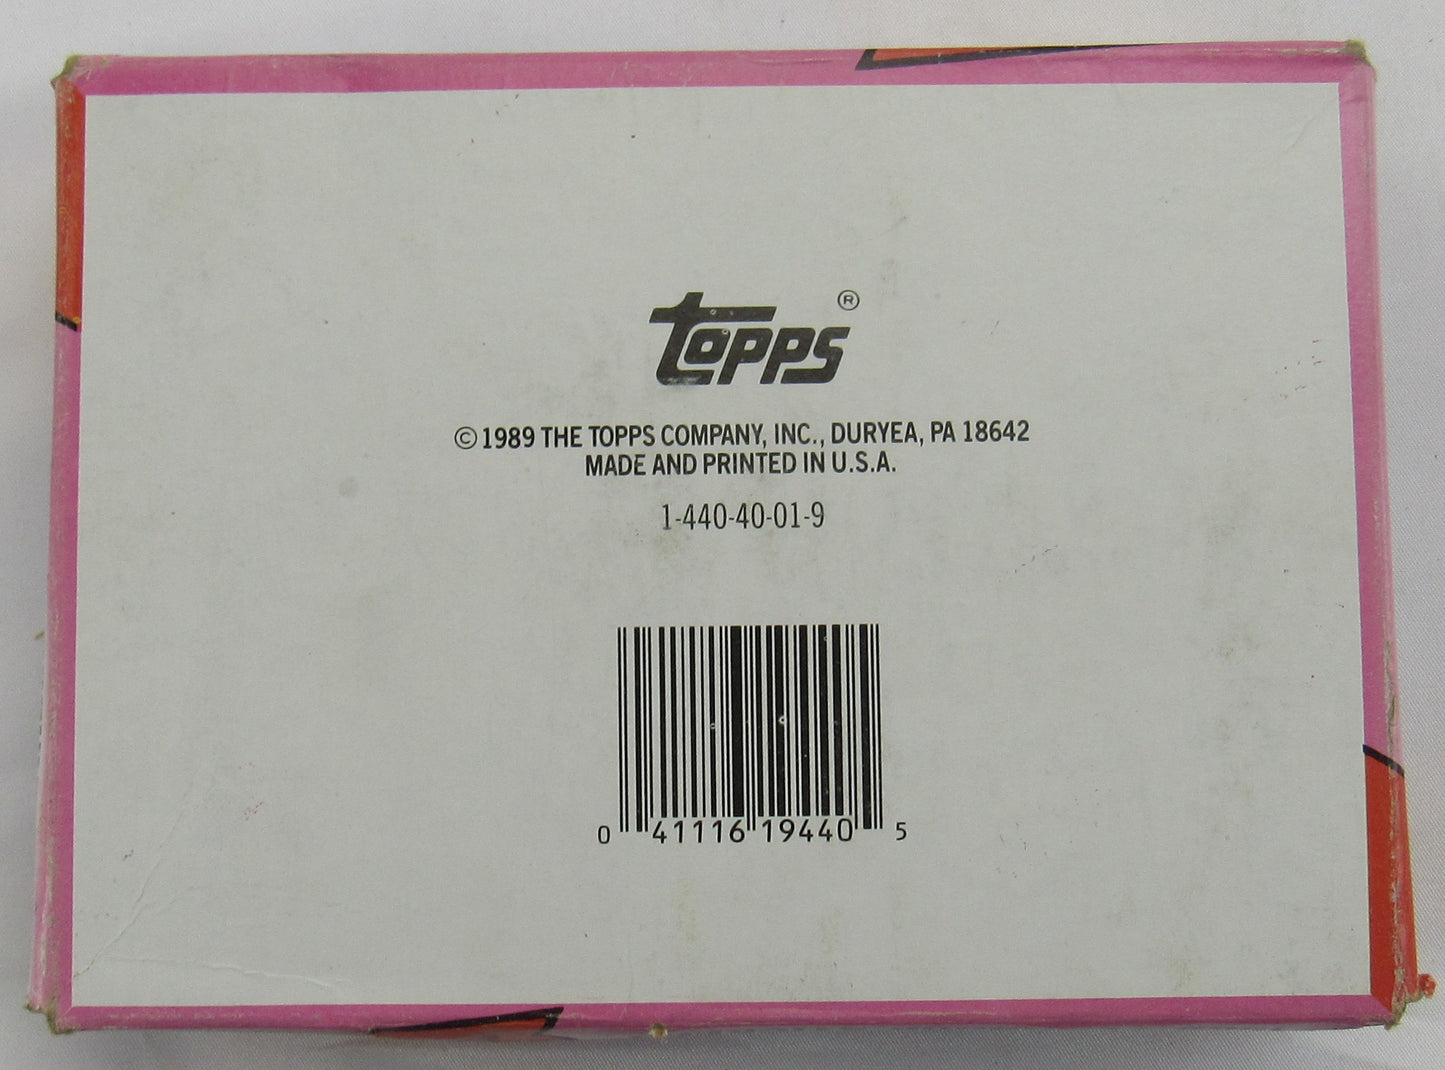 topps®
© 1989 THE TOPPS COMPANY, INC., DURYEA, PA 18642
MADE AND PRINTED IN U.S.A.
1-440-40-01-9
0 41116 19440 5